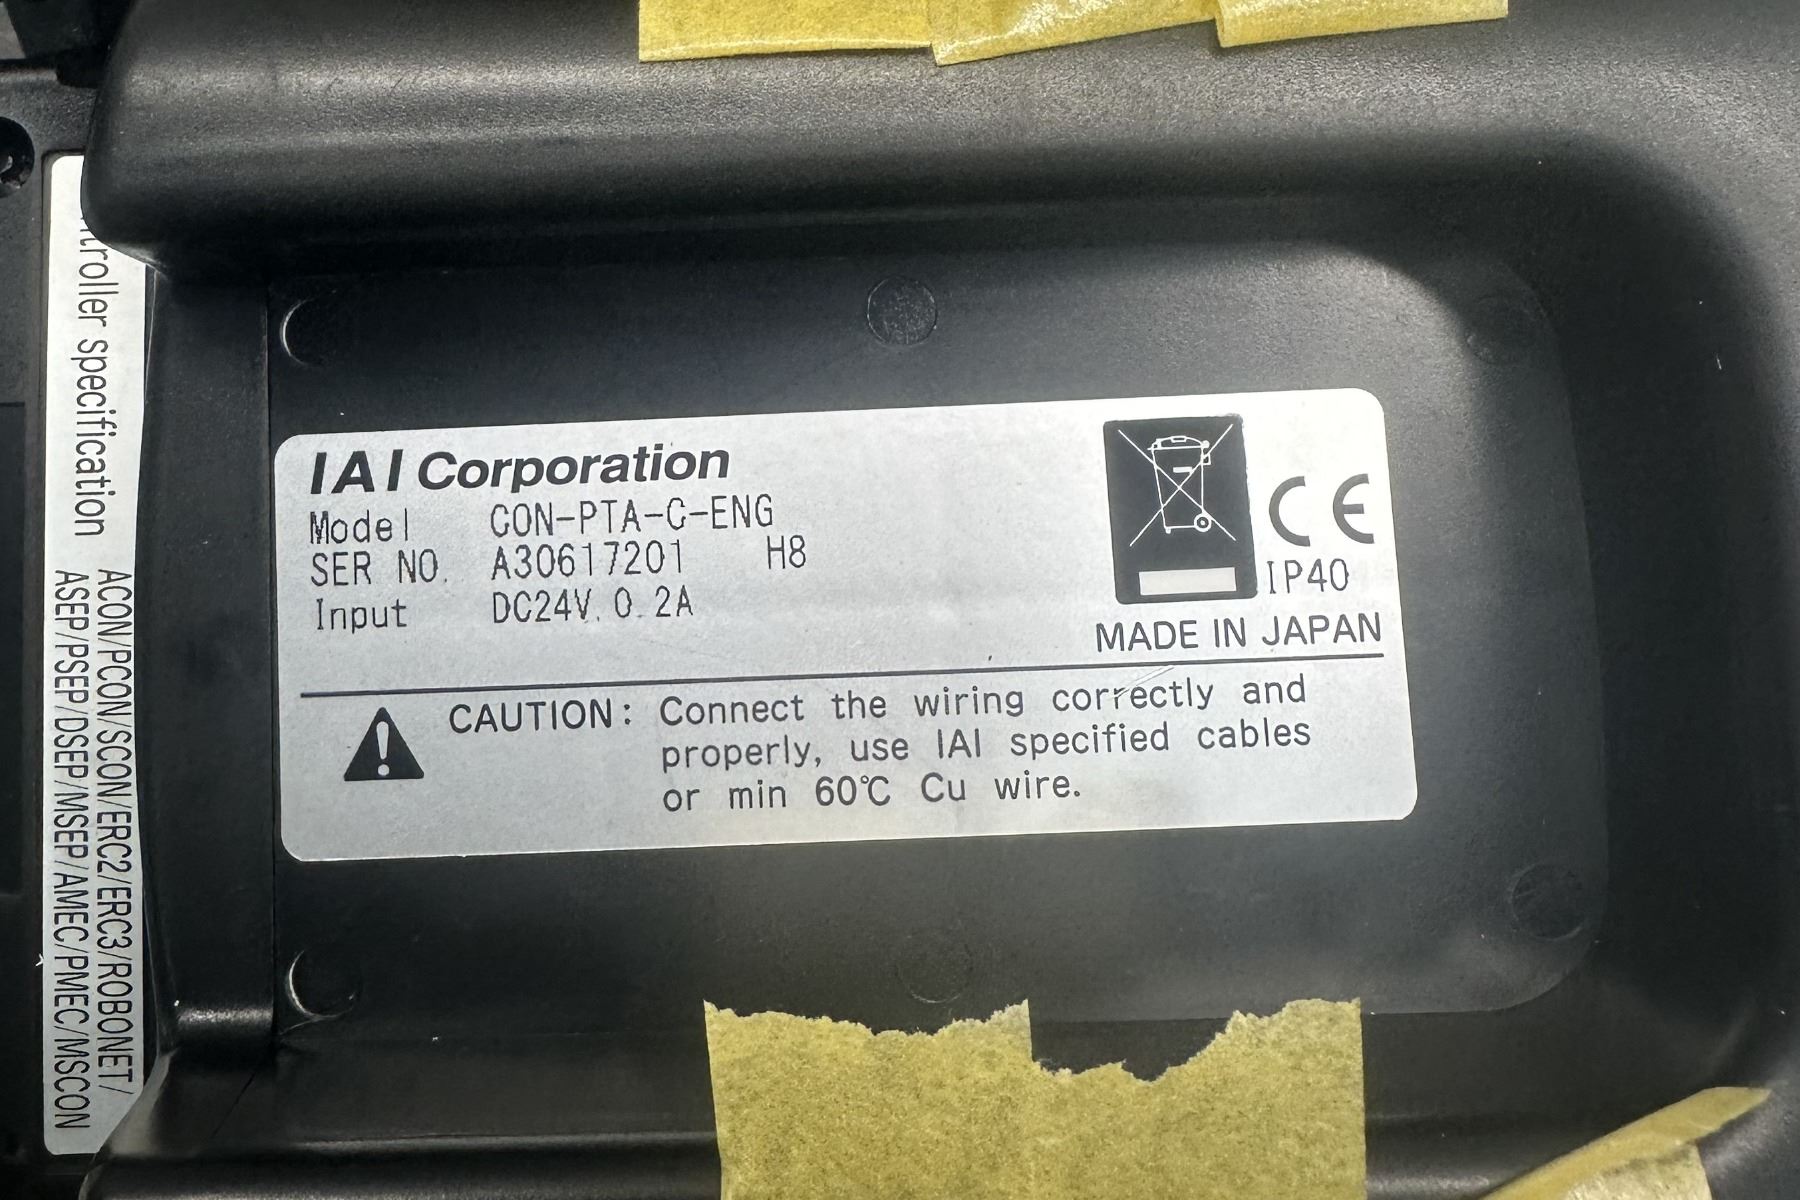 IAI Corporation
Model CON-PTA-C-ENG
SER NO. A30617201 H8
Input DC24V, 0.2A
CE
IP40
MADE IN JAPAN
CAUTION: Connect the wiring correctly and
properly, use IAI specified cables
or min 60℃ Cu wire.
specification ACON/PCON/SCON/ERC2/ERC3/ROBONET/
ASEP/PSEP/DSEP/MSEP/AMEC/PMEC/MSCON